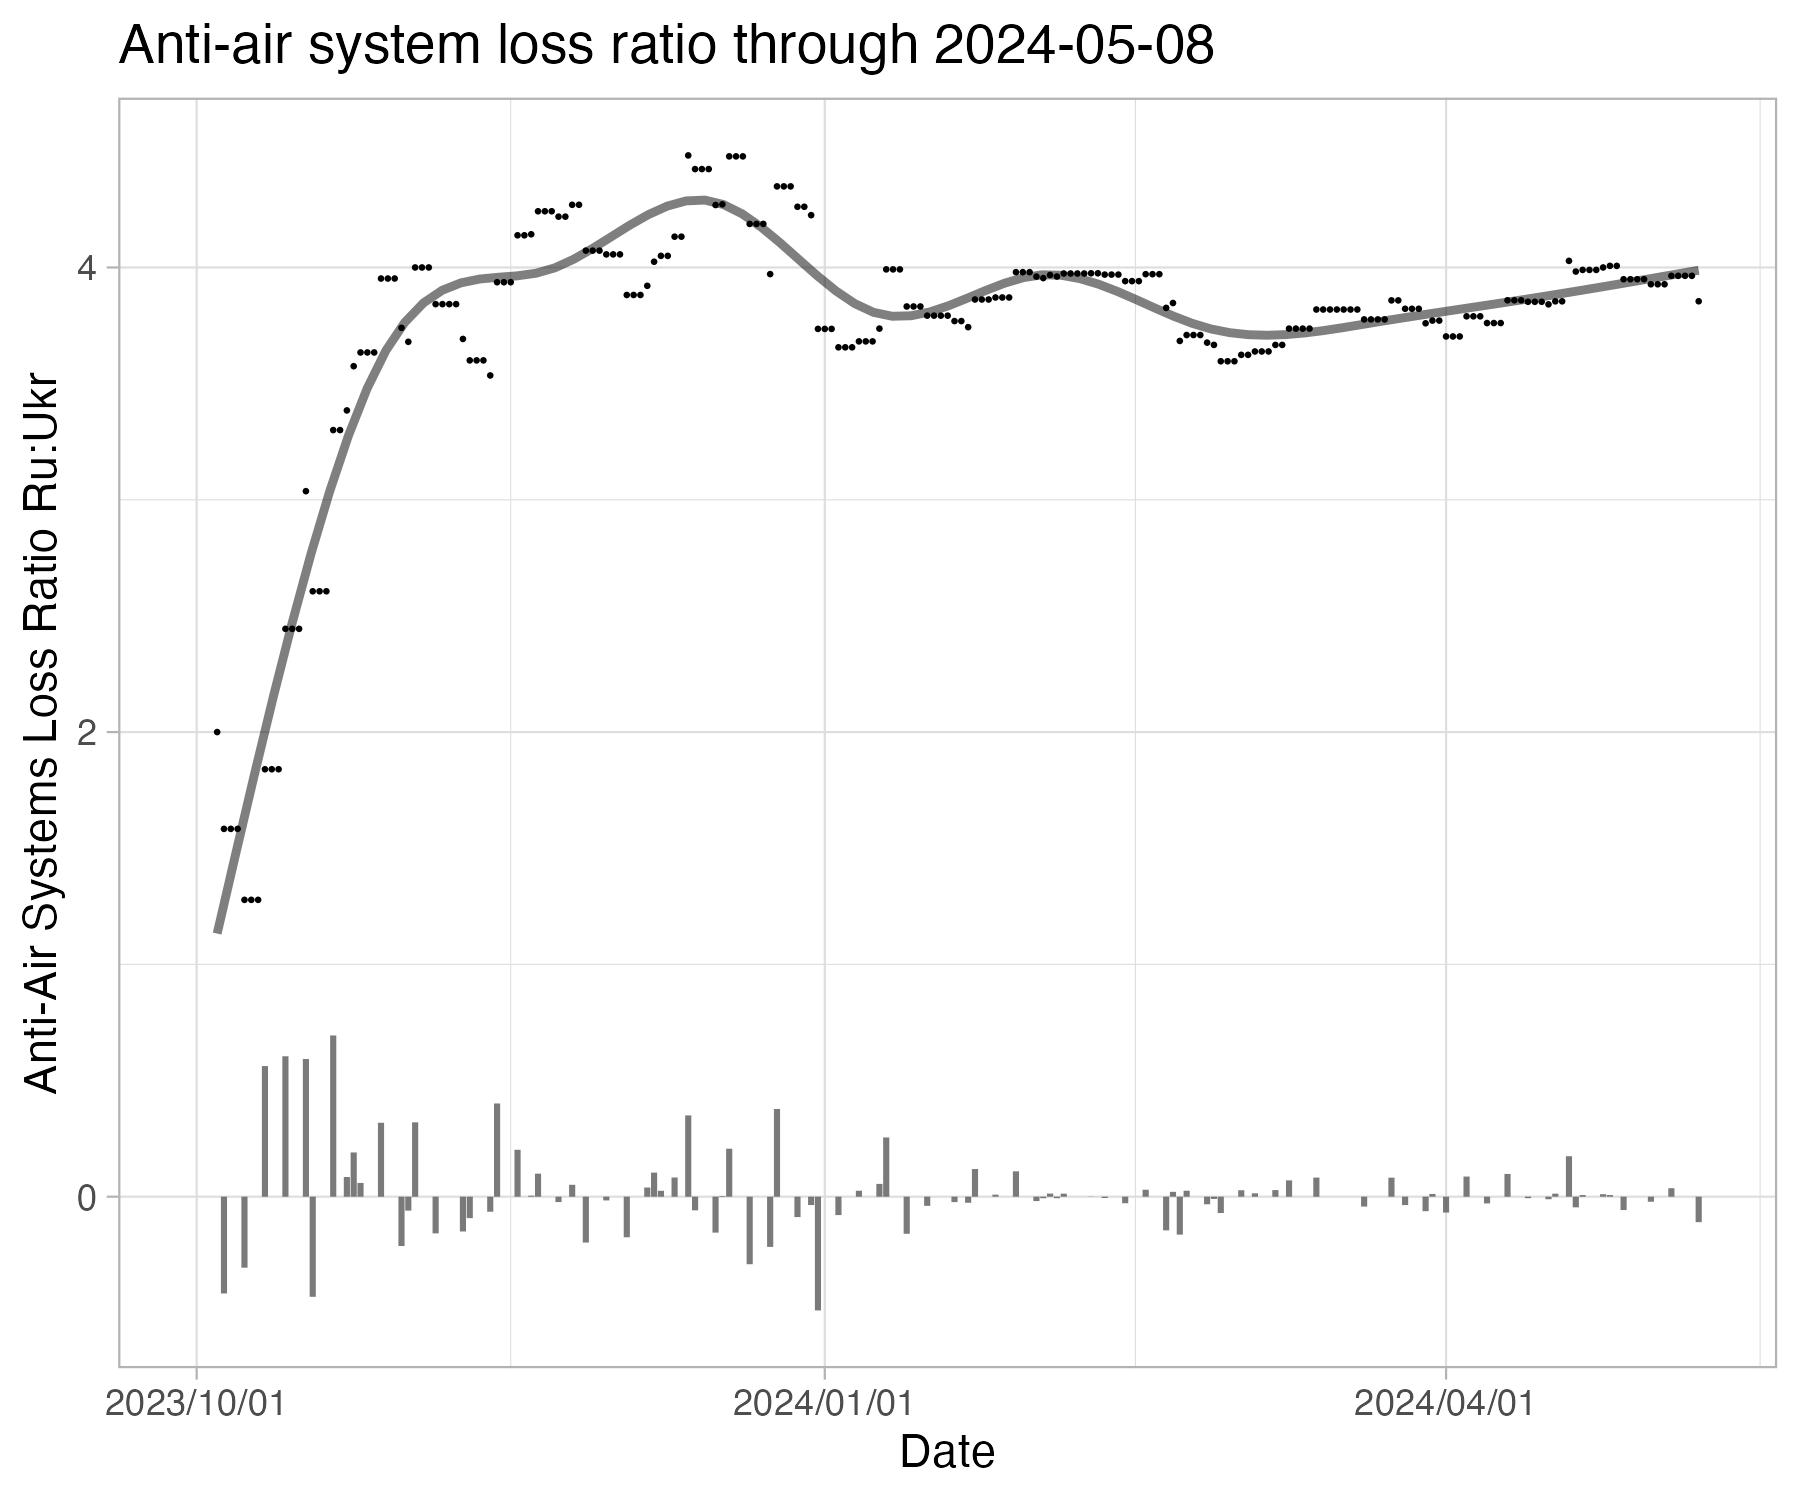 Anti-air system loss ratio through 2024-05-08
Anti-Air Systems Loss Ratio Ru:Ukr
4
2
0
2023/10/01
2024/01/01
2024/04/01
Date